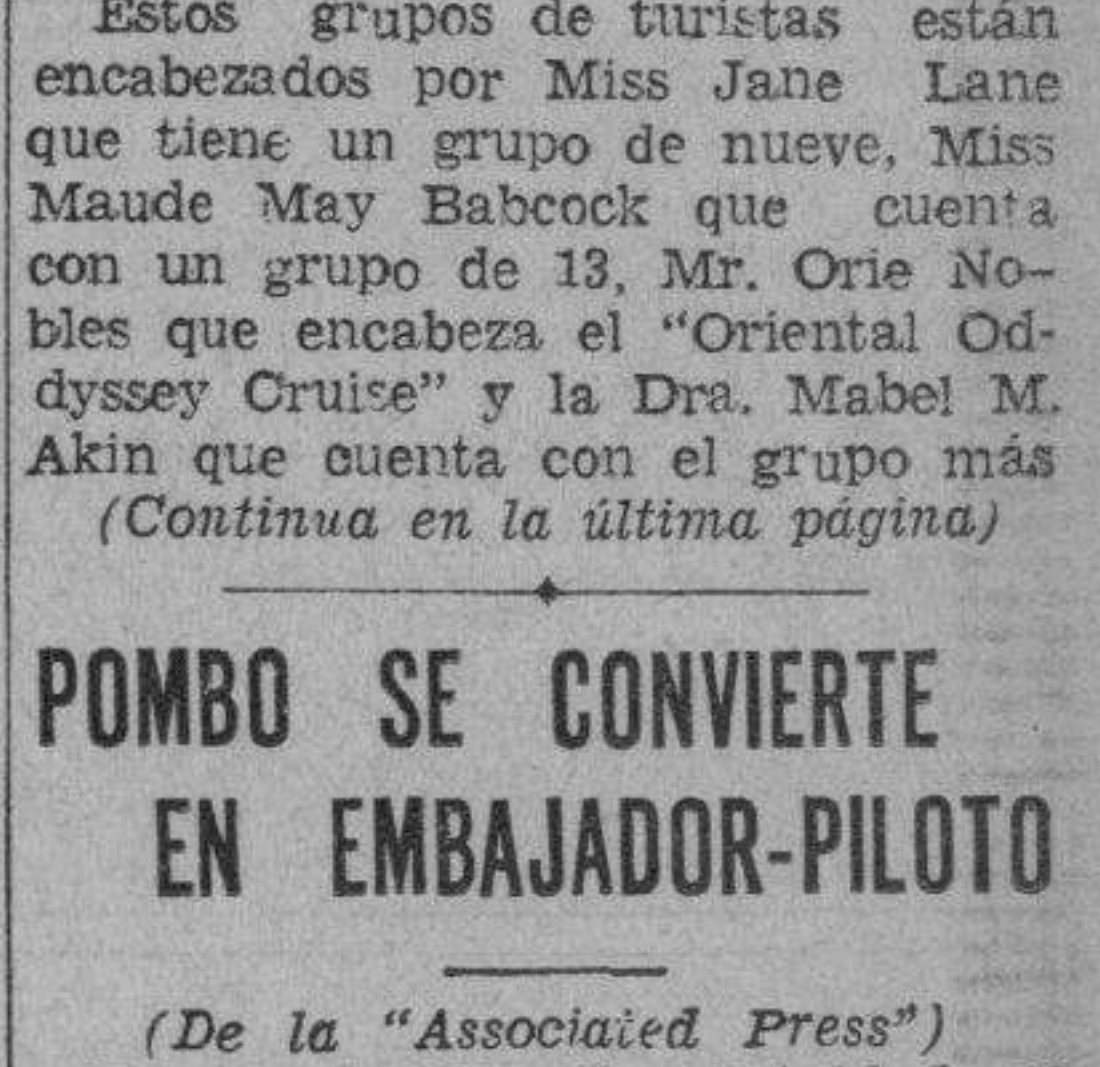 Estos grupos de turistas están
encabezados por Miss Jane Lane
que tiene un grupo de nueve, Miss
Maude May Babcock que cuenta
con un grupo de 13, Mr. Orie No-
bles que encabeza el “Oriental Od-
dyssey Cruise” y la Dra. Mabel M.
Akin que cuenta con el grupo más
(Continua en la última página)
POMBO SE CONVIERTE
EN EMBAJADOR-PILOTO
(De la “Associated Press”)